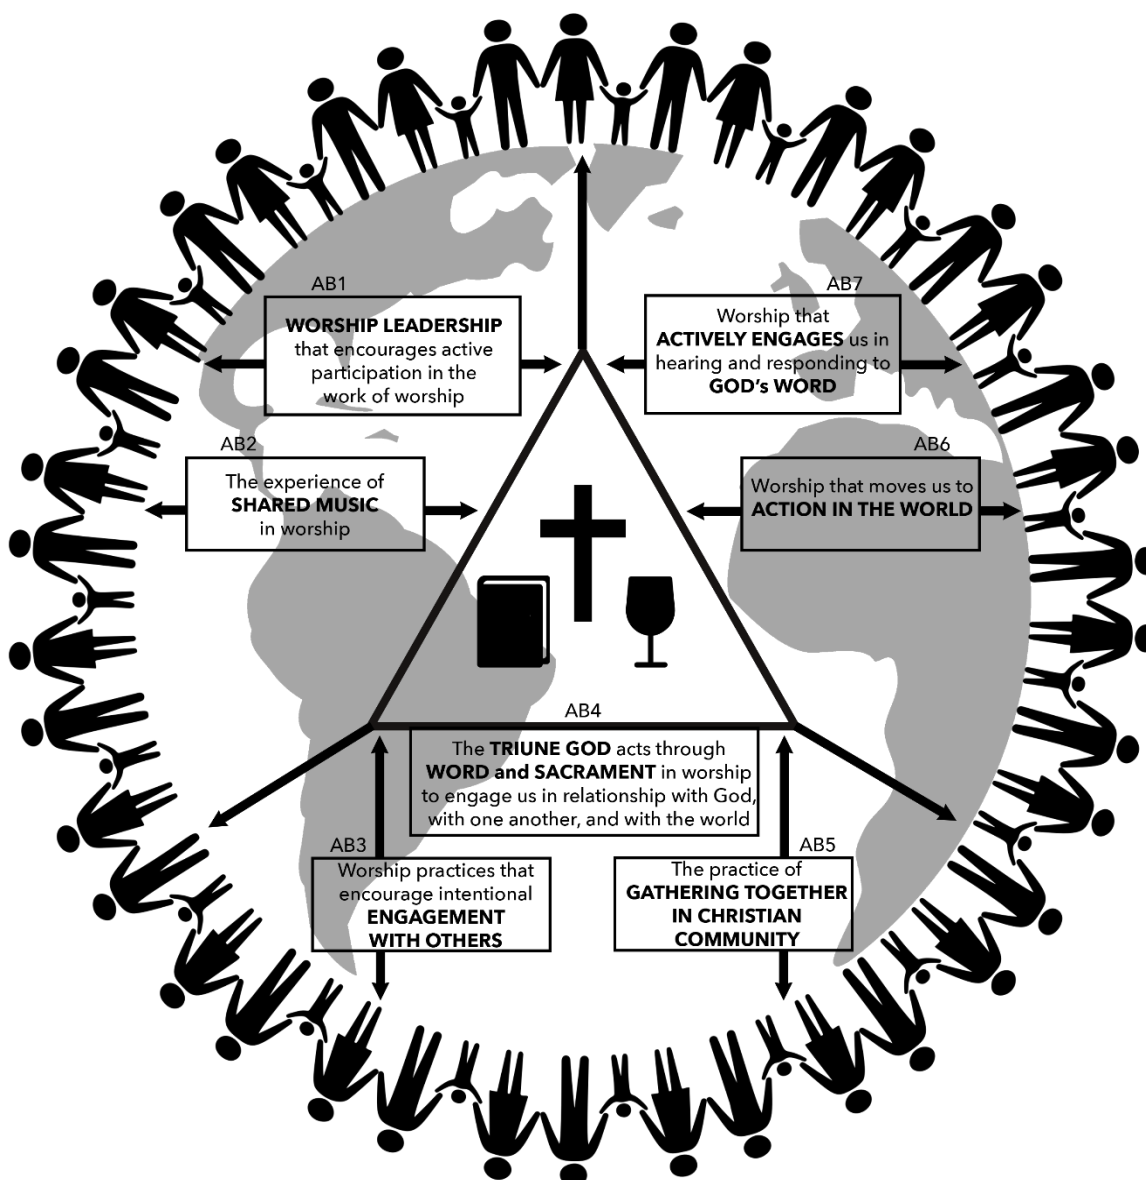 AB1
WORSHIP LEADERSHIP
that encourages active
participation in the
work of worship
AB7
Worship that
ACTIVELY ENGAGES us in
hearing and responding to
GOD's WORD
AB2
The experience of
SHARED MUSIC
in worship
AB6
Worship that moves us to
ACTION IN THE WORLD
AB4
The TRIUNE GOD acts through
WORD and SACRAMENT in worship
to engage us in relationship with God,
with one another, and with the world
AB3
Worship practices that
encourage intentional
ENGAGEMENT
WITH OTHERS
AB5
The practice of
GATHERING TOGETHER
IN CHRISTIAN
COMMUNITY